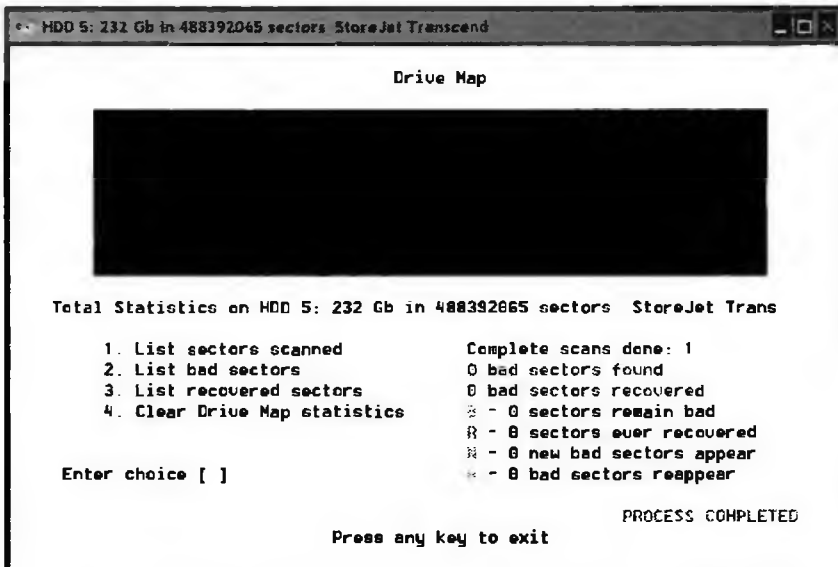 HDD 5: 232 Gb in 488392065 sectors StoreJet Transcend
Drive Map
Total Statistics on HDD 5: 232 Gb in 488392065 sectors StoreJet Trans
1. List sectors scanned
2. List bad sectors
3. List recovered sectors
4. Clear Drive Map statistics
Enter choice [ ]
Complete scans done: 1
0 bad sectors found
0 bad sectors recovered
- 0 sectors remain bad
R - 0 sectors ever recovered
N - 0 new bad sectors appear
- 0 bad sectors reappear
PROCESS COMPLETED
Press any key to exit